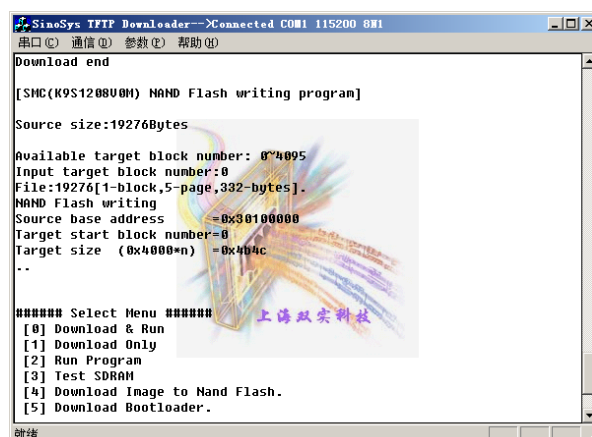 SinoSys TFTP Downloader-->Connected COM1 115200 8N1
串口(C) 通信(D) 参数(P) 帮助(H)
Download end
[SMC(K9S1208V0M) NAND Flash writing program]
Source size:19276Bytes
Available target block number: 0~4095
Input target block number:0
File:19276[1-block,5-page,332-bytes].
NAND Flash writing
Source base address =0x30100000
Target start block number=0
Target size (0x4000*n) =0x4b4c
..
###### Select Menu ######
上海双实科技
[0] Download & Run
[1] Download Only
[2] Run Program
[3] Test SDRAM
[4] Download Image to Nand Flash.
[5] Download Bootloader.
就绪